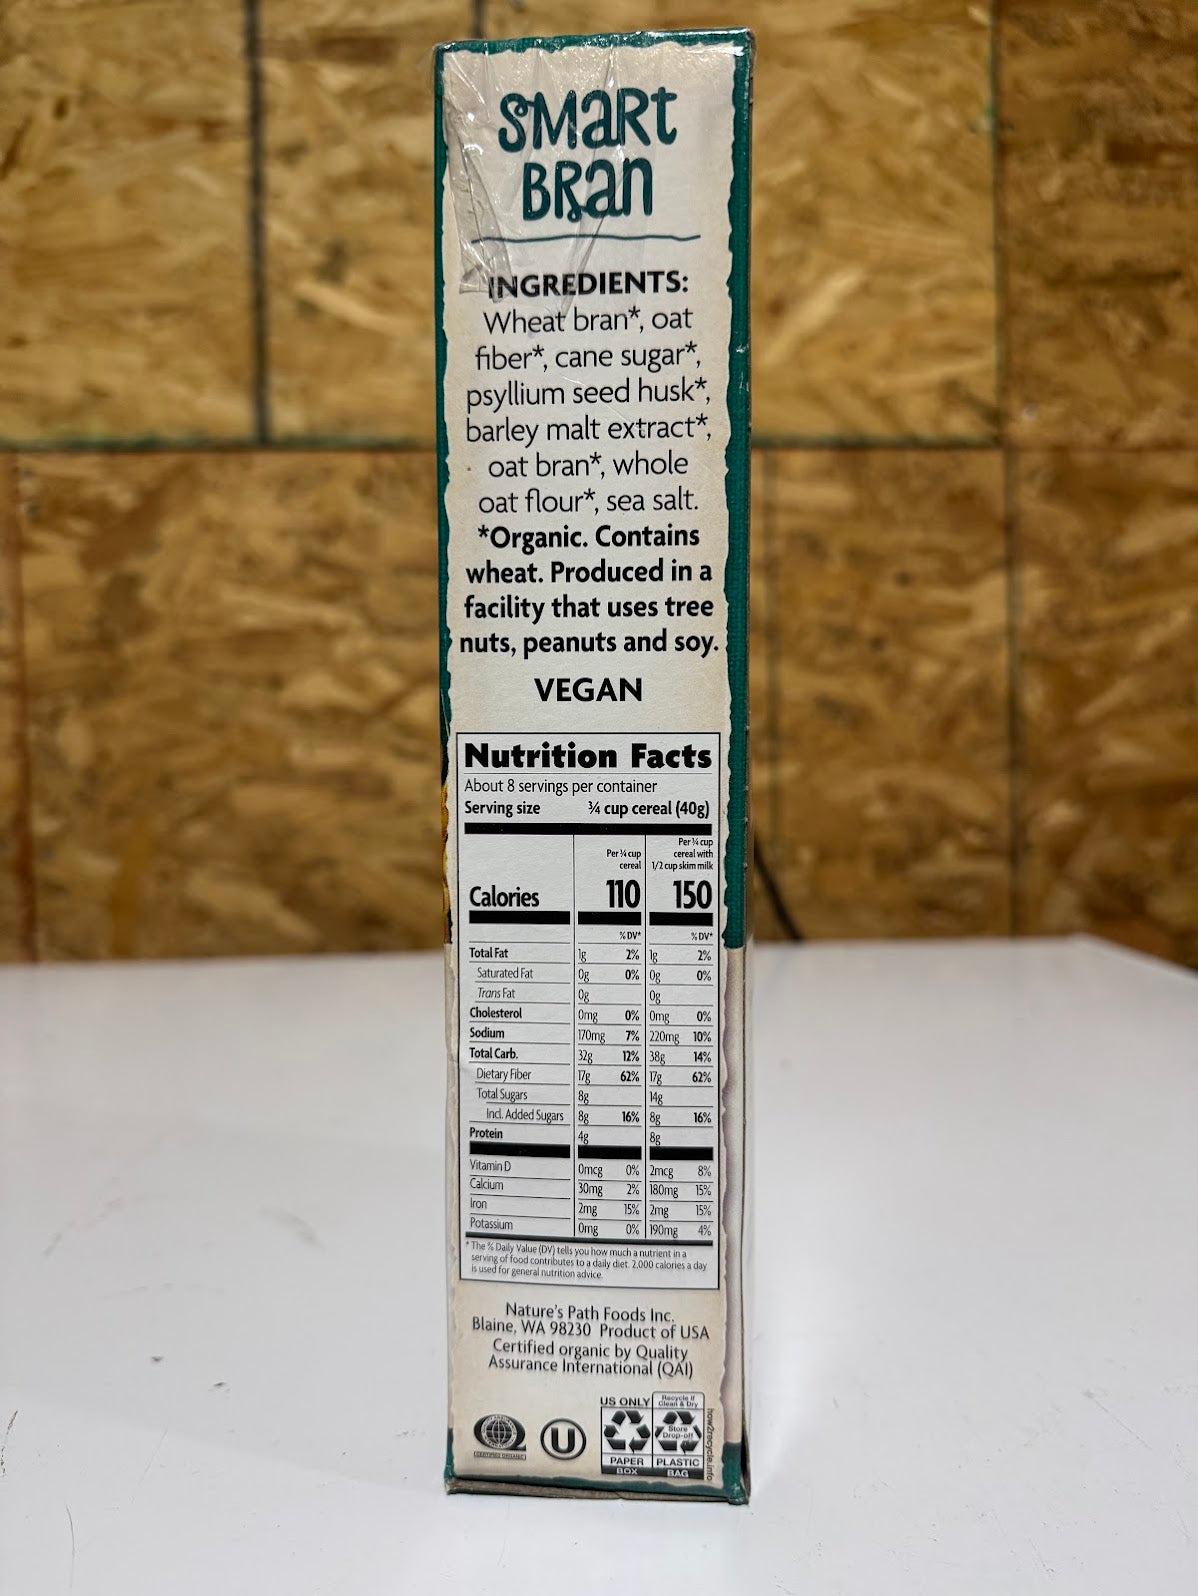 SMART
BRan
INGREDIENTS:
Wheat bran*, oat
fiber*, cane sugar*,
psyllium seed husk*,
barley malt extract*,
oat bran*, whole
oat flour*, sea salt.
*Organic. Contains
wheat. Produced in a
facility that uses tree
nuts, peanuts and soy.
VEGAN
Nutrition Facts
About 8 servings per container
Serving size ¾ cup cereal (40g)
Per ¾ cup cereal
Per ¾ cup cereal with 1/2 cup skim milk
Calories 110 150
% DV* % DV*
Total Fat 1g 2% 1g 2%
Saturated Fat 0g 0% 0g 0%
Trans Fat 0g 0g
Cholesterol 0mg 0% 0mg 0%
Sodium 170mg 7% 220mg 10%
Total Carb. 32g 12% 38g 14%
Dietary Fiber 17g 62% 17g 62%
Total Sugars 8g 14g
Incl. Added Sugars 8g 16% 8g 16%
Protein 4g 8g
Vitamin D 0mcg 0% 2mcg 8%
Calcium 30mg 2% 180mg 15%
Iron 2mg 15% 2mg 15%
Potassium 0mg 0% 190mg 4%
* The % Daily Value (DV) tells you how much a nutrient in a
serving of food contributes to a daily diet. 2,000 calories a day
is used for general nutrition advice.
Nature's Path Foods Inc.
Blaine, WA 98230 Product of USA
Certified organic by Quality
Assurance International (QAI)
US ONLY
Recycle if
Clean & Dry
Store
Drop-off
PAPER
BOX
PLASTIC
BAG
how2recycle.info
CERTIFIED ORGANIC
U